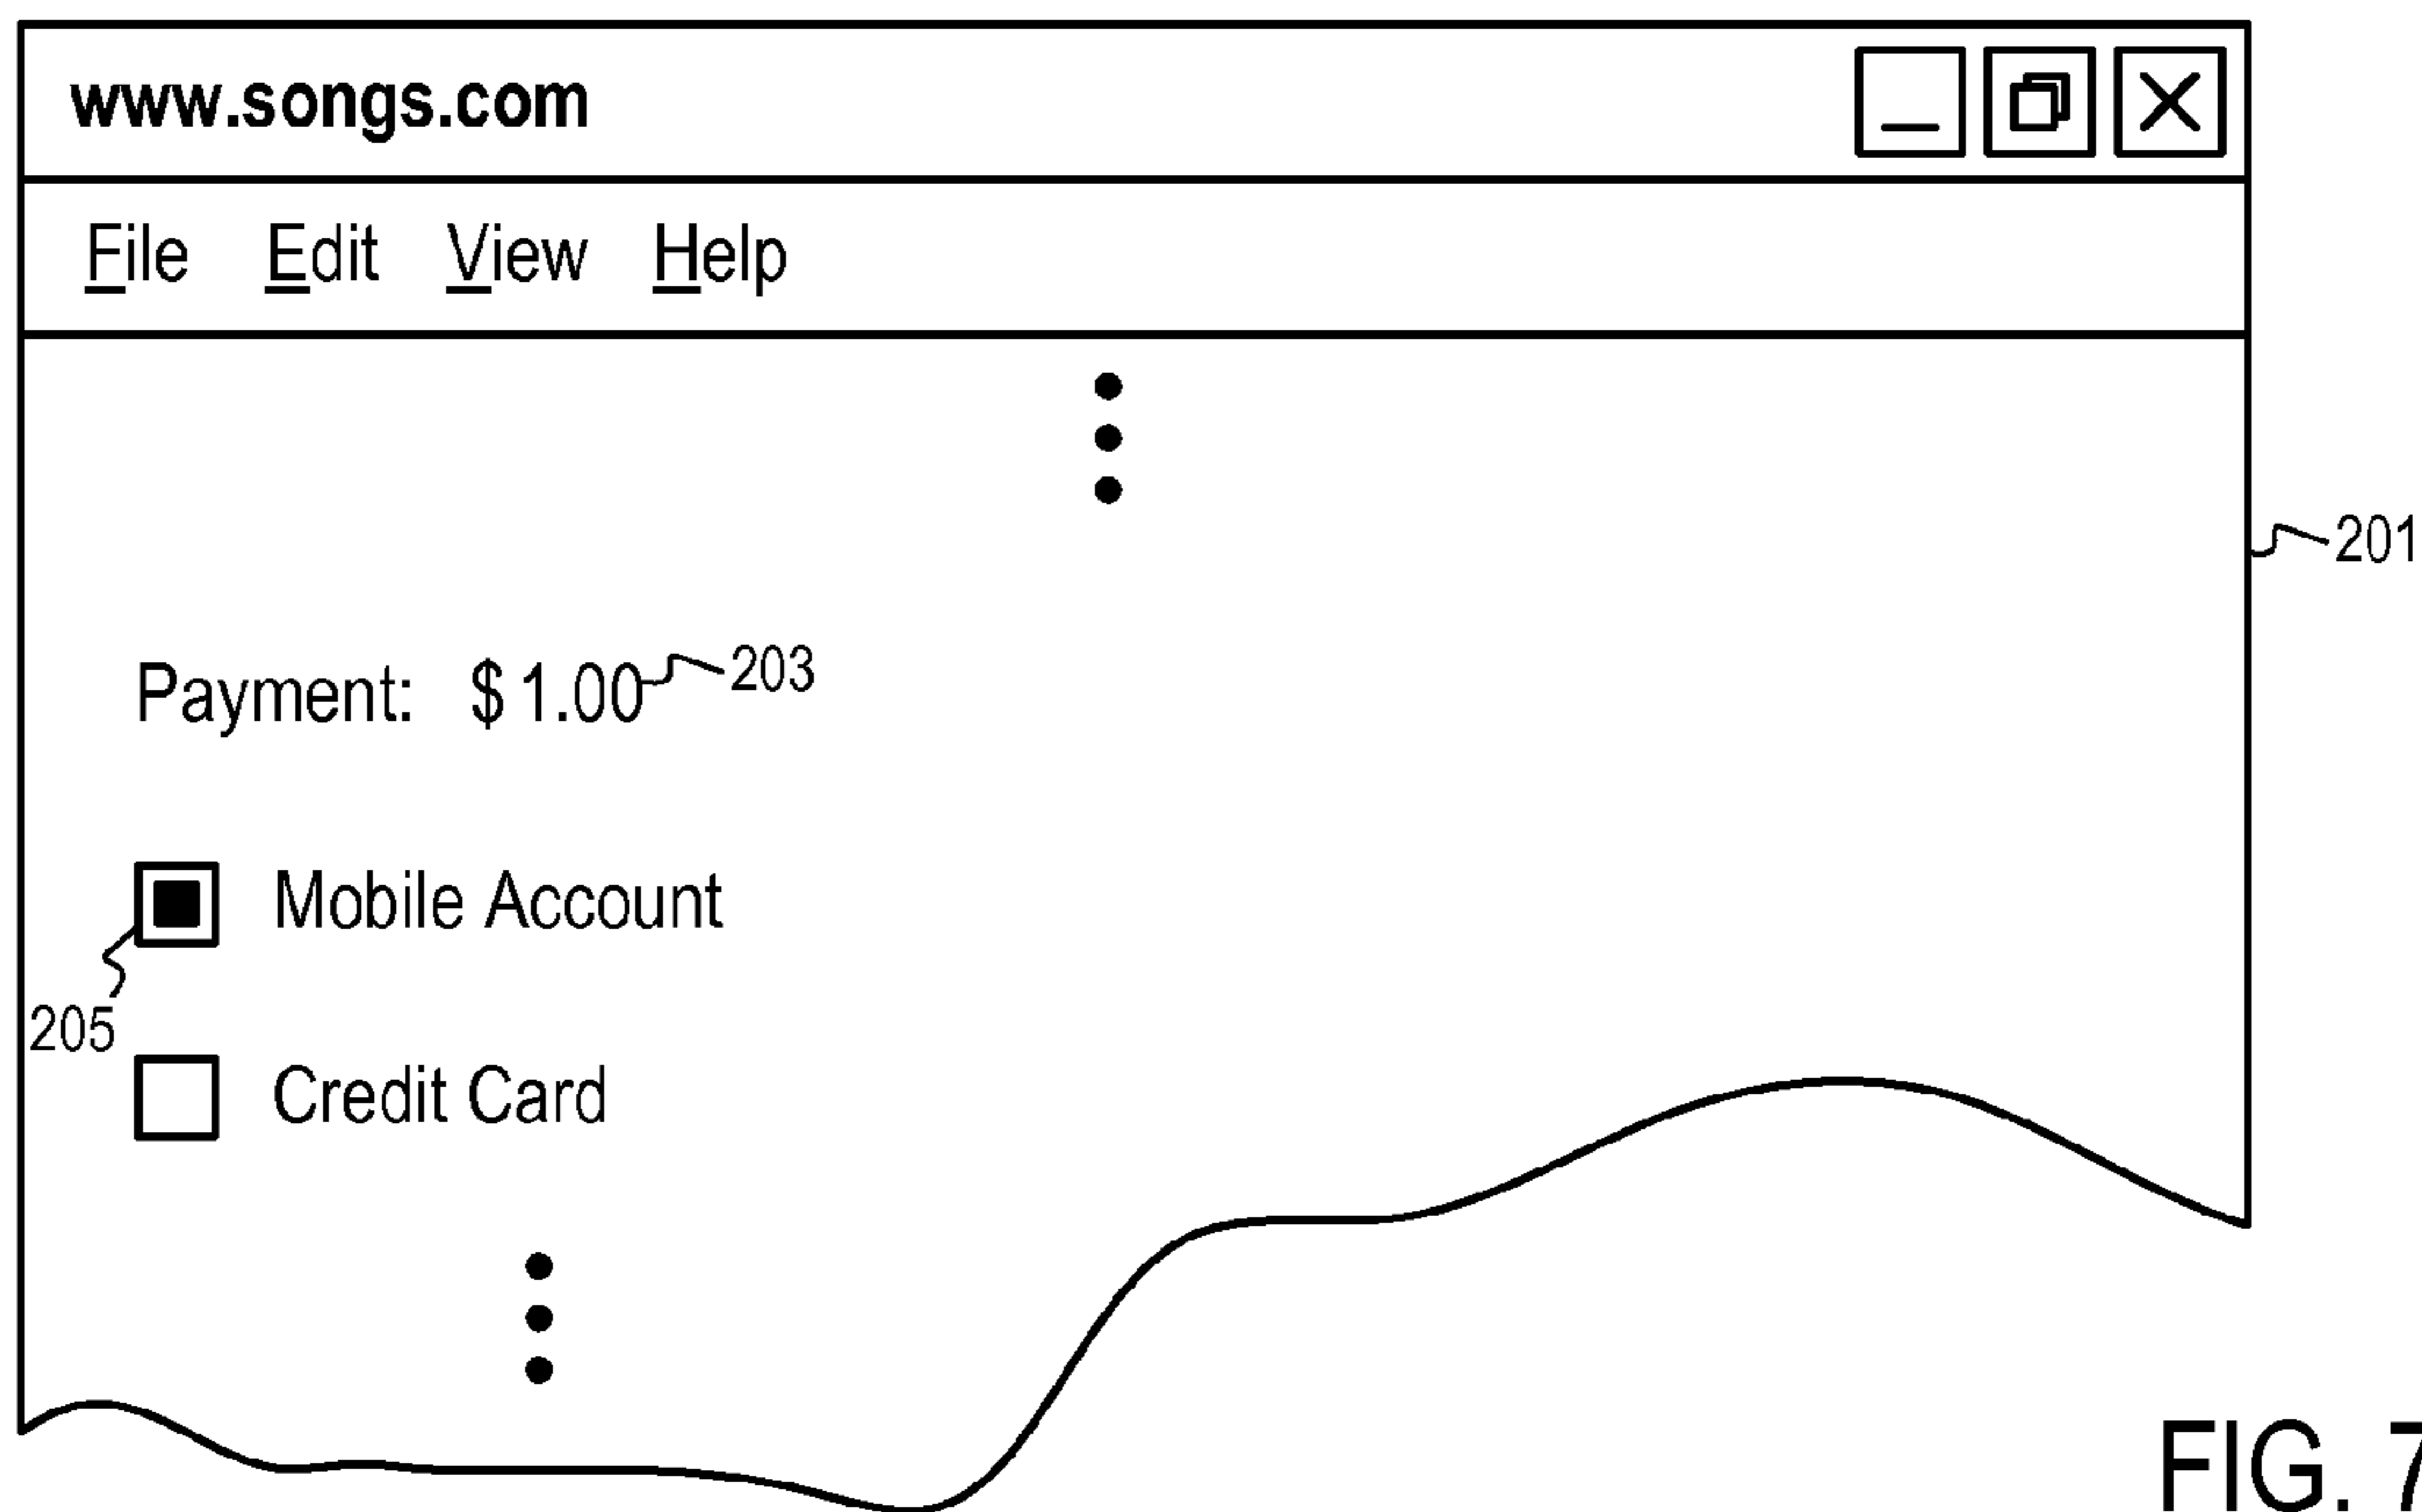 www.songs.com
File Edit View Help
201
Payment: $1.00 203
Mobile Account
205
Credit Card
FIG. 7